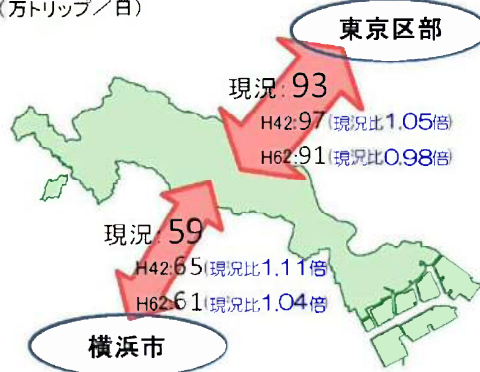 (万トリップ/日)
東京区部
現況:93
H42:97(現況比1.05倍)
H62:91(現況比0.98倍)
現況:59
H42:65(現況比1.11倍)
H62:61(現況比1.04倍)
横浜市